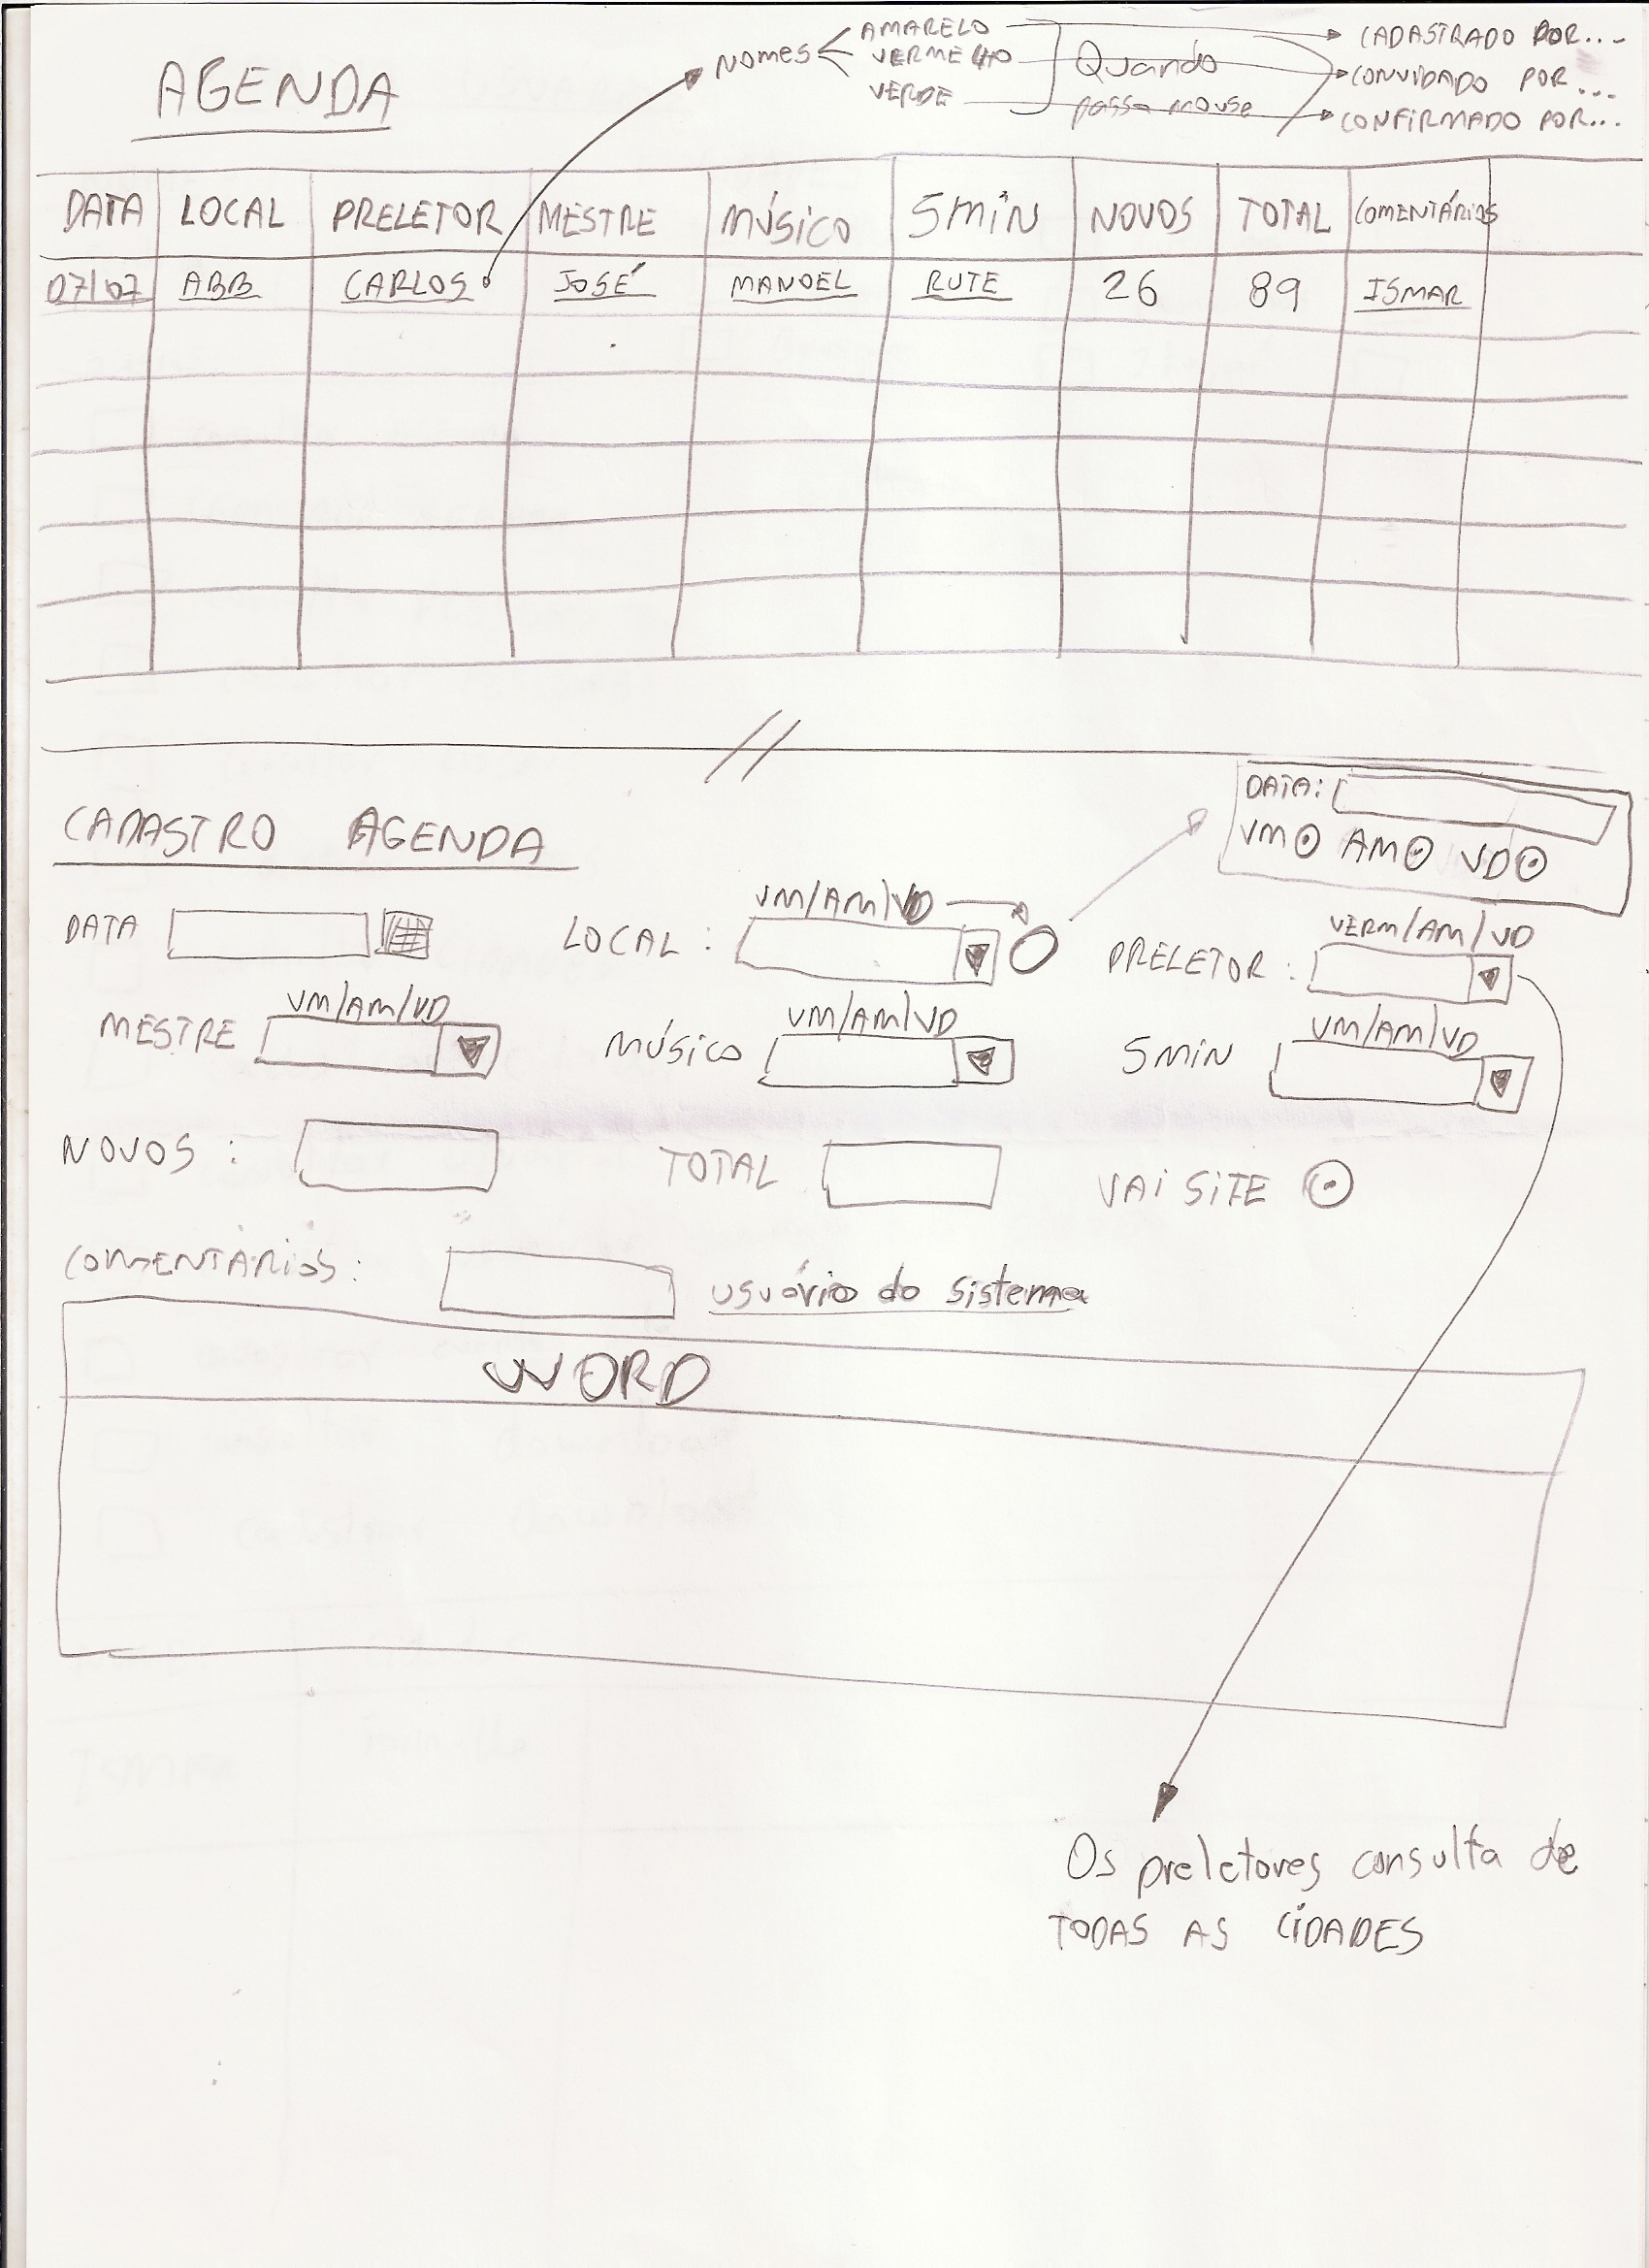 AGENDA
NOMES
AMARELO
VERMELHO
VERDE
Quando
passa mouse
CADASTRADO POR...
CONVIDADO POR...
CONFIRMADO POR...
DATA LOCAL PRELETOR MESTRE MÚSICO 5MIN NOVOS TOTAL COMENTÁRIOS
07/07 ABB CARLOS JOSÉ MANOEL RUTE 26 89 ISMAR
DATA:
VM AM VD
CADASTRO AGENDA
VM/AM/VD
VERM/AM/VD
DATA LOCAL: PRELETOR:
VM/AM/VD VM/AM/VD VM/AM/VD
MESTRE MÚSICO 5MIN
NOVOS: TOTAL VAI SITE
COMENTÁRIOS: usuário do sistema
WORD
Os preletores consulta de
TODAS AS CIDADES